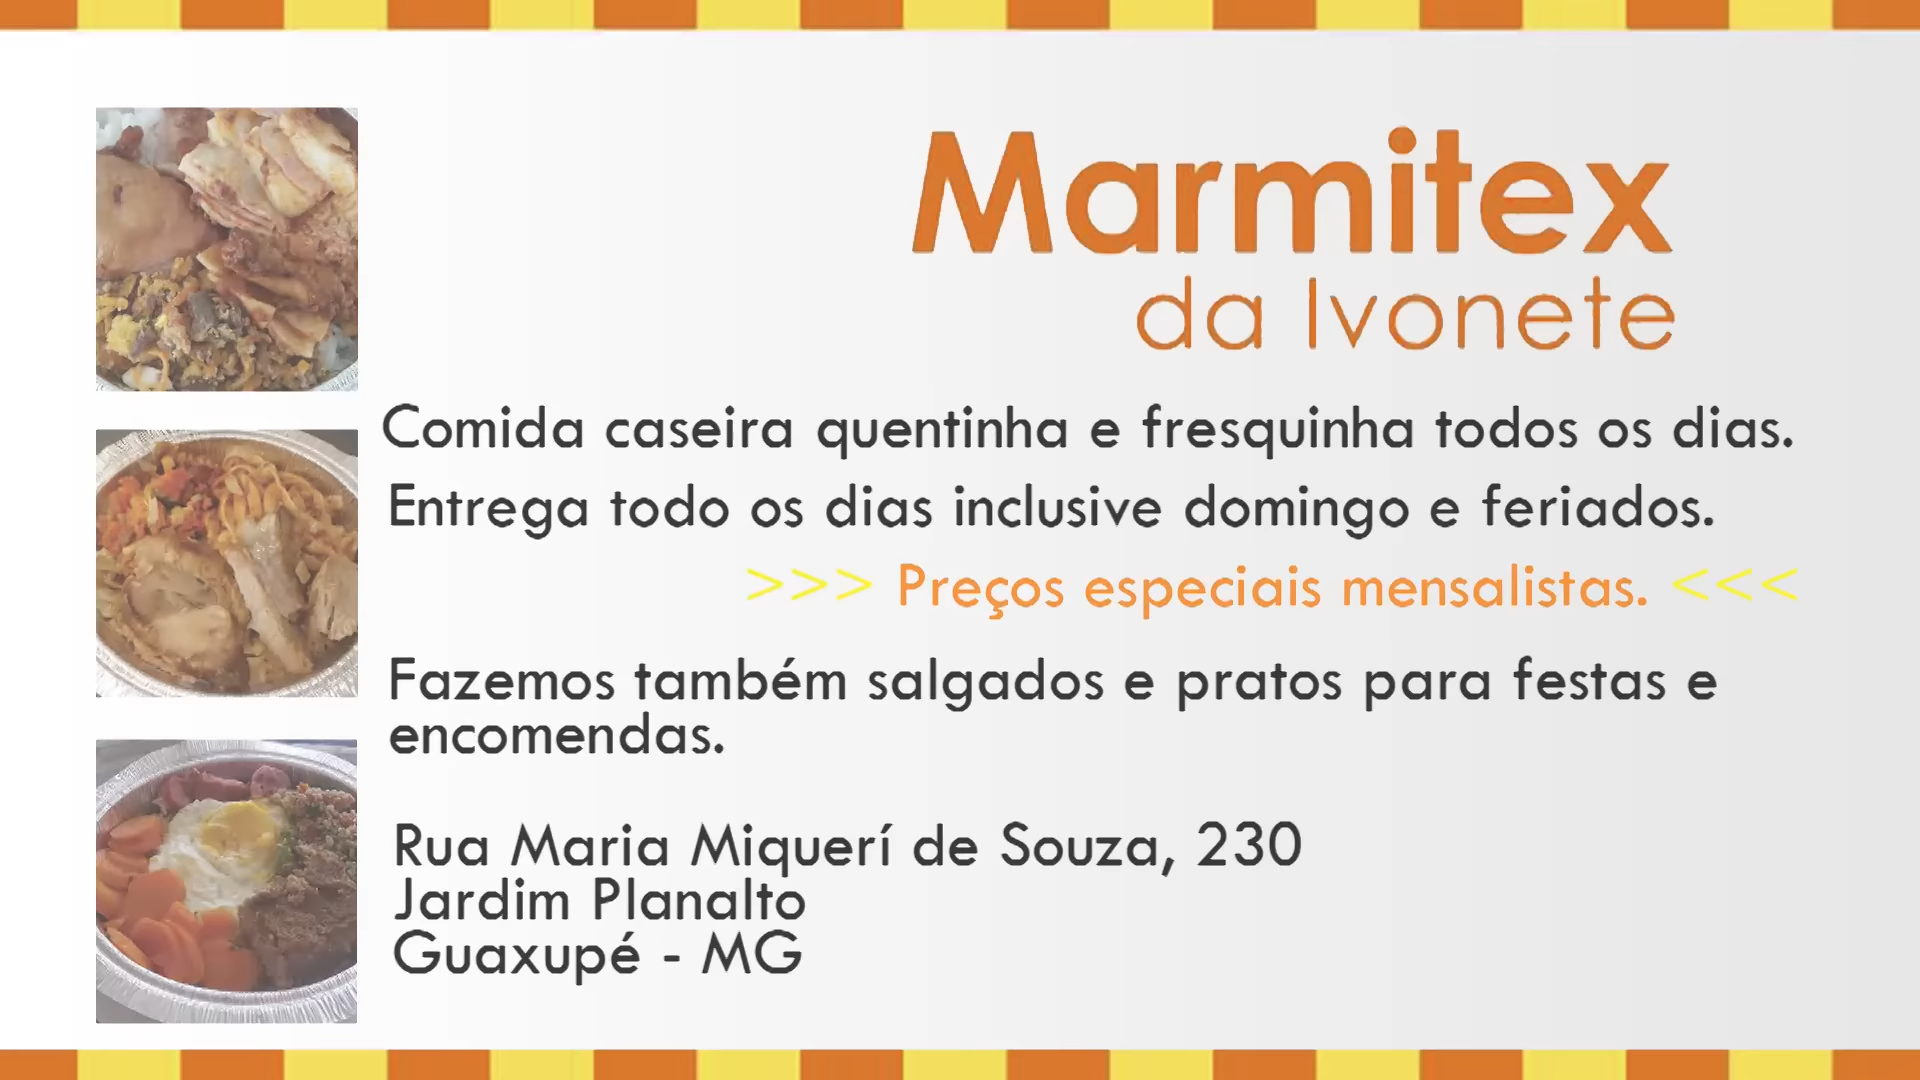 Marmitex
da Ivonete
Comida caseira quentinha e fresquinha todos os dias.
Entrega todo os dias inclusive domingo e feriados.
>>> Preços especiais mensalistas. <<<
Fazemos também salgados e pratos para festas e
encomendas.
Rua Maria Miquerí de Souza, 230
Jardim Planalto
Guaxupé - MG